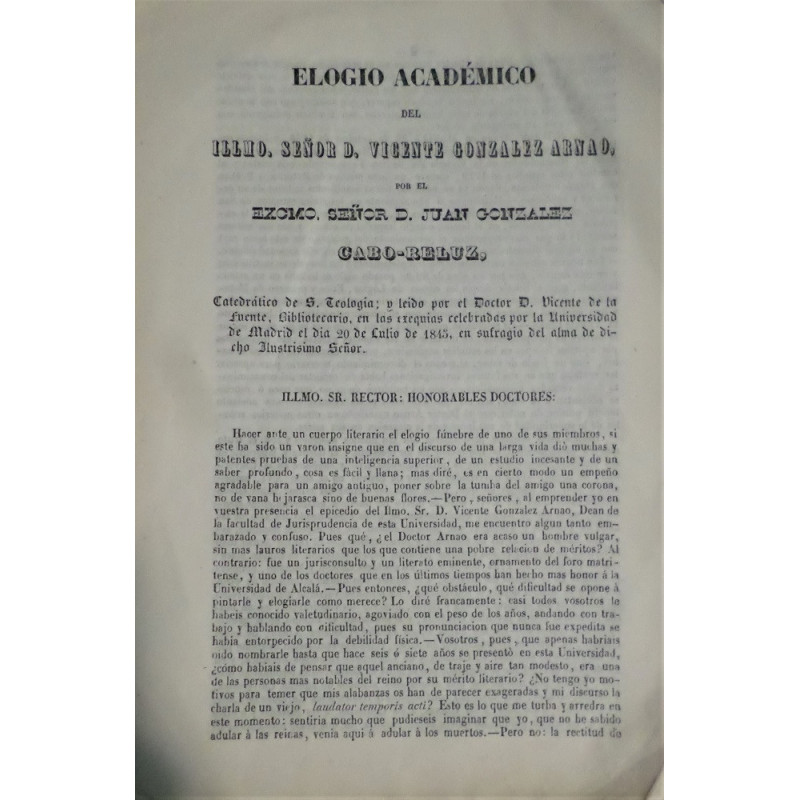 ELOGIO ACADÉMICO
DEL
ILLMO. SEÑOR D. VICENTE GONZALEZ ARNAO,
POR EL
EXCMO. SEÑOR D. JUAN GONZALEZ
CABO-RELUZ,
Catedrático de S. Teologia; y leido por el Doctor D. Vicente de la
Fuente, Bibliotecario, en las exequias celebradas por la Universidad
de Madrid el dia 20 de Julio de 1845, en sufragio del alma de di-
cho Ilustrisimo Señor.
ILLMO. SR. RECTOR: HONORABLES DOCTORES:
Hacer ante un cuerpo literario el elogio fúnebre de uno de sus miembros, si
este ha sido un varon insigne que en el discurso de una larga vida dió muchas y
patentes pruebas de una inteligencia superior, de un estudio incesante y de un
saber profundo, cosa es fácil y llana; mas diré, es en cierto modo un empeño
agradable para un amigo antiguo, poner sobre la tumba del amigo una corona,
no de vana hojarasca sino de buenas flores.—Pero, señores, al emprender yo en
vuestra presencia el epicedio del Ilmo. Sr. D. Vicente Gonzalez Arnao, Dean de
la facultad de Jurisprudencia de esta Universidad, me encuentro algun tanto em-
barazado y confuso. Pues qué, ¿el Doctor Arnao era acaso un hombre vulgar,
sin mas lauros literarios que los que contiene una pobre relacion de méritos? Al
contrario: fue un jurisconsulto y un literato eminente, ornamento del foro matri-
tense, y uno de los doctores que en los últimos tiempos han hecho mas honor á la
Universidad de Alcalá.—Pues entonces, ¿qué obstáculo, qué dificultad se opone á
pintarle y elogiarle como merece? Lo diré francamente: casi todos vosotros le
habeis conocido valetudinario, agoviado con el peso de los años, andando con tra-
bajo y hablando con dificultad, pues su pronunciacion que nunca fue expedita se
habia entorpecido por la debilidad física.—Vosotros, pues, que apenas habriais
oido nombrarle hasta que hace seis ó siete años se presentó en esta Universidad,
¿cómo habiais de pensar que aquel anciano, de traje y aire tan modesto, era una
de las personas mas notables del reino por su mérito literario? ¿No tengo yo mo-
tivos para temer que mis alabanzas os han de parecer exageradas y mi discurso la
charla de un viejo, laudator temporis acti? Esto es lo que me turba y arredra en
este momento: sentiria mucho que pudieseis imaginar que yo, que no he sabido
adular á las reinas, venia aqui á adular á los muertos.—Pero no: la rectitud de